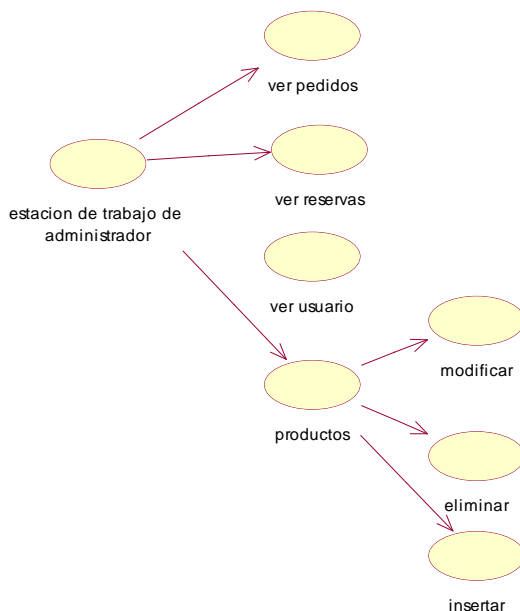 ver pedidos
ver reservas
estacion de trabajo de
administrador
ver usuario
modificar
productos
eliminar
insertar